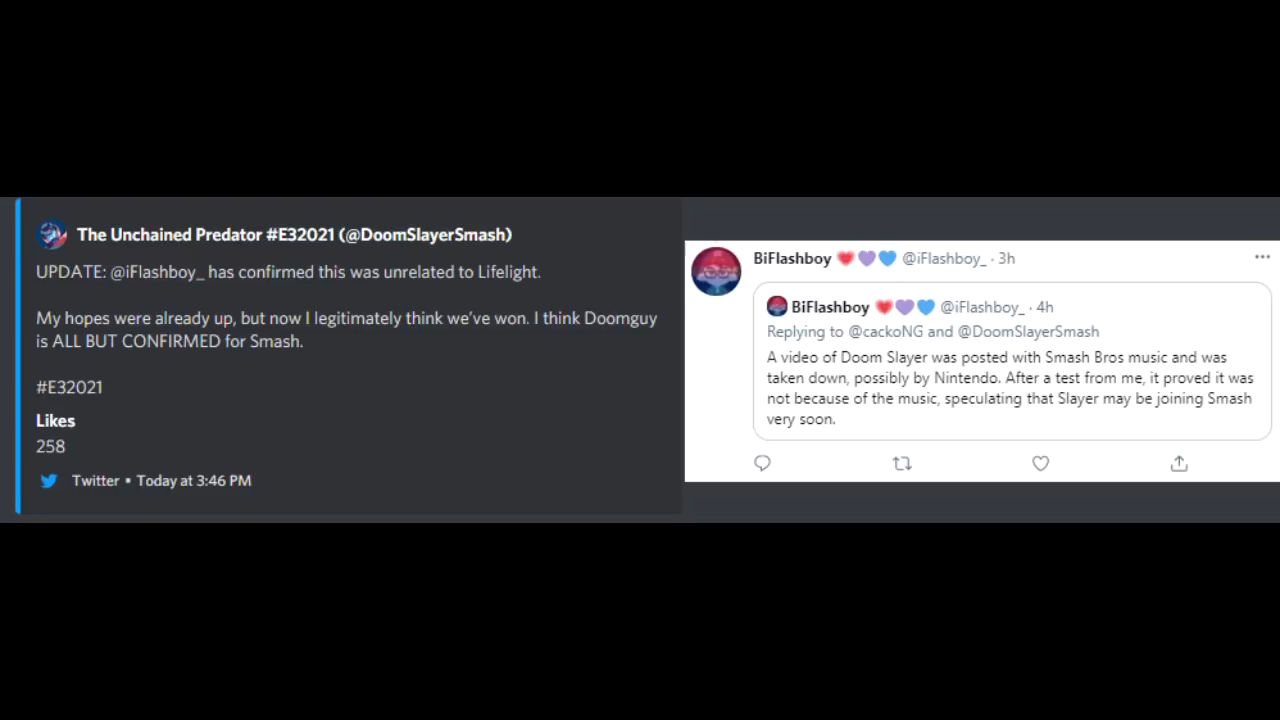 The Unchained Predator #E32021 (@DoomSlayerSmash)
UPDATE: @iFlashboy_ has confirmed this was unrelated to Lifelight.
My hopes were already up, but now I legitimately think we've won. I think Doomguy
is ALL BUT CONFIRMED for Smash.
#E32021
Likes
258
Twitter • Today at 3:46 PM
BiFlashboy ❤️💜💙 @iFlashboy_ · 3h
BiFlashboy ❤️💜💙 @iFlashboy_ · 4h
Replying to @cackoNG and @DoomSlayerSmash
A video of Doom Slayer was posted with Smash Bros music and was
taken down, possibly by Nintendo. After a test from me, it proved it was
not because of the music, speculating that Slayer may be joining Smash
very soon.